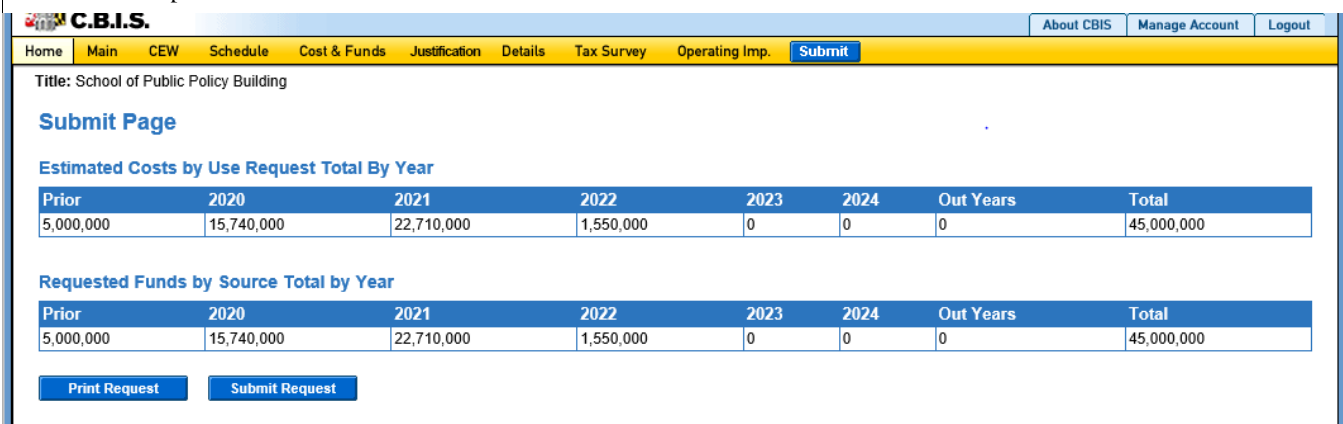 C.B.I.S.
About CBIS Manage Account Logout
Home Main CEW Schedule Cost & Funds Justification Details Tax Survey Operating Imp. Submit
Title: School of Public Policy Building
Submit Page
Estimated Costs by Use Request Total By Year
Prior 2020 2021 2022 2023 2024 Out Years Total
5,000,000 15,740,000 22,710,000 1,550,000 0 0 0 45,000,000
Requested Funds by Source Total by Year
Prior 2020 2021 2022 2023 2024 Out Years Total
5,000,000 15,740,000 22,710,000 1,550,000 0 0 0 45,000,000
Print Request Submit Request